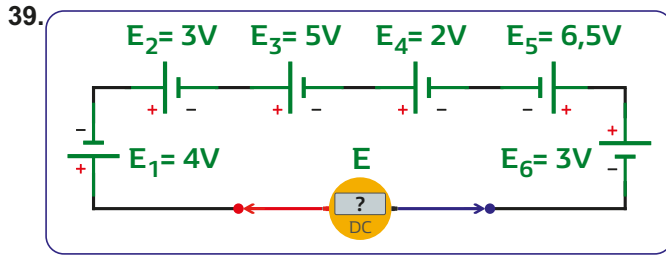 39.
E2= 3V E3= 5V E4= 2V E5= 6,5V
+ − + − + − − +
− +
+ E1= 4V E E6= 3V −
?
DC